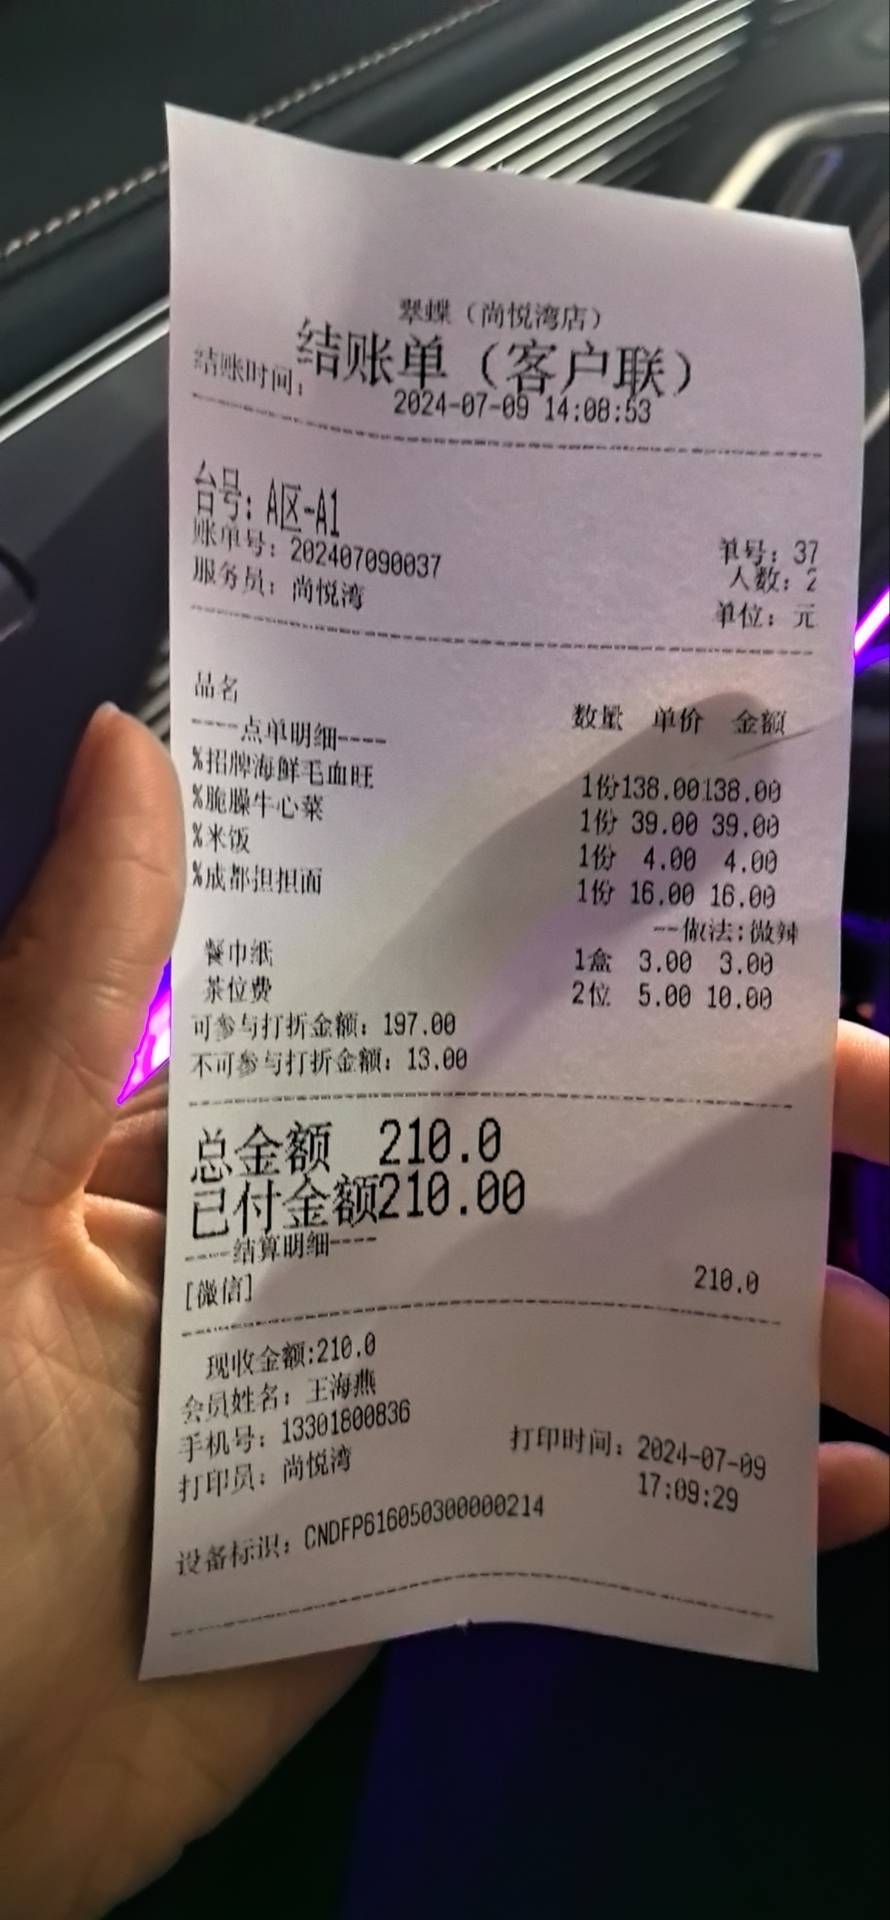 翠蝶（尚悦湾店）
结账单（客户联）
结账时间：2024-07-09 14:08:53
台号：A区-A1
账单号：202407090037 单号：37
服务员：尚悦湾 人数：2
单位：元
品名 数量 单价 金额
----点单明细----
%招牌海鲜毛血旺 1份 138.00 138.00
%脆臊牛心菜 1份 39.00 39.00
%米饭 1份 4.00 4.00
%成都担担面 1份 16.00 16.00
--做法:微辣
餐巾纸 1盒 3.00 3.00
茶位费 2位 5.00 10.00
可参与打折金额：197.00
不可参与打折金额：13.00
总金额 210.0
已付金额210.00
----结算明细----
[微信] 210.0
现收金额:210.0
会员姓名：王海燕
手机号：13301800836
打印员：尚悦湾 打印时间：2024-07-09
17:09:29
设备标识：CNDFP616050300000214